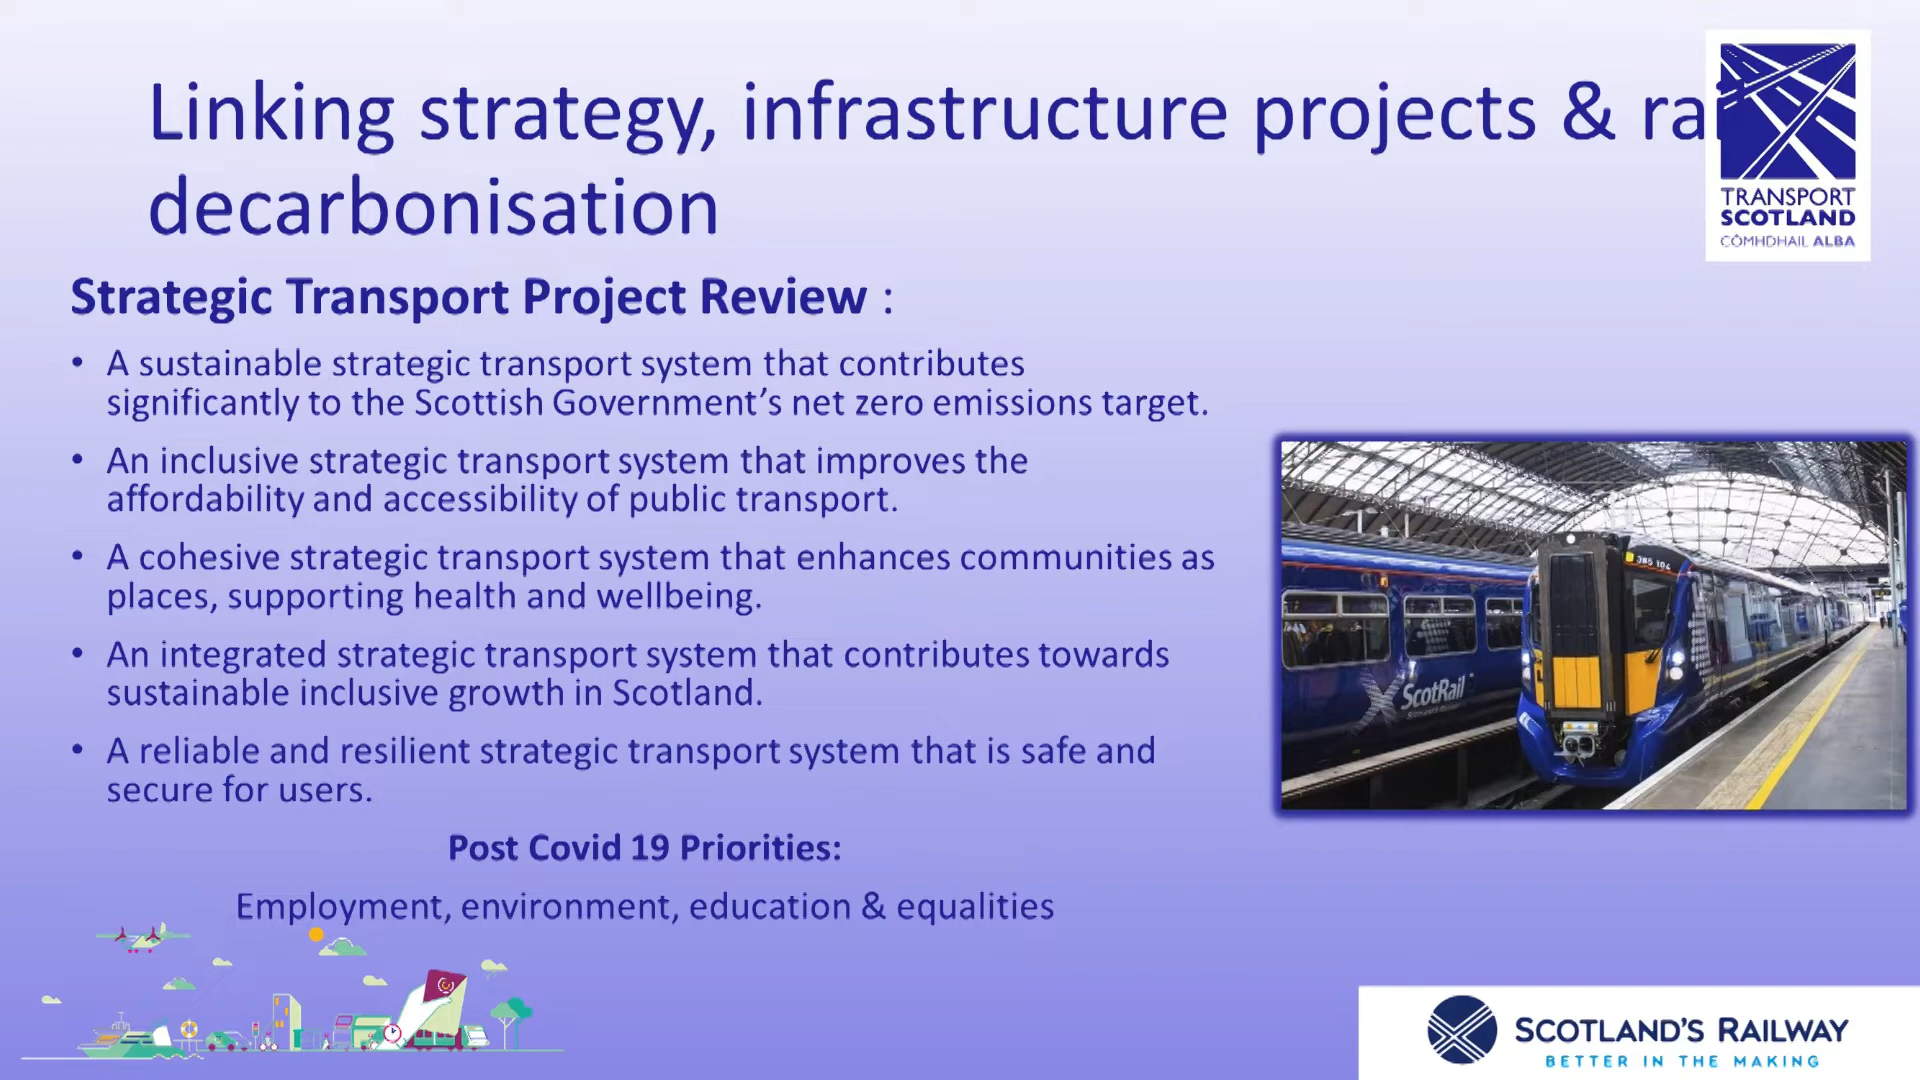 Linking strategy, infrastructure projects & rai
decarbonisation
TRANSPORT
SCOTLAND
CÒMHDHAIL ALBA
Strategic Transport Project Review :
• A sustainable strategic transport system that contributes
significantly to the Scottish Government’s net zero emissions target.
• An inclusive strategic transport system that improves the
affordability and accessibility of public transport.
• A cohesive strategic transport system that enhances communities as
places, supporting health and wellbeing.
• An integrated strategic transport system that contributes towards
sustainable inclusive growth in Scotland.
• A reliable and resilient strategic transport system that is safe and
secure for users.
Post Covid 19 Priorities:
Employment, environment, education & equalities
385 104
ScotRail
SCOTLAND'S RAILWAY
BETTER IN THE MAKING